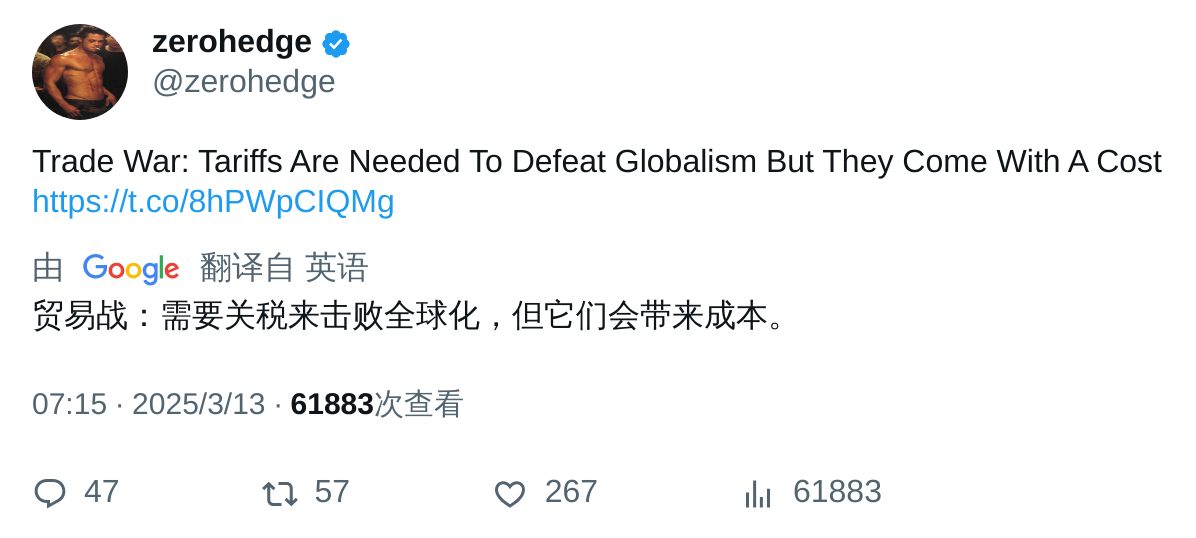 zerohedge
@zerohedge
Trade War: Tariffs Are Needed To Defeat Globalism But They Come With A Cost
https://t.co/8hPWpCIQMg
由 Google 翻译自 英语
贸易战：需要关税来击败全球化，但它们会带来成本。
07:15 · 2025/3/13 · 61883次查看
47 57 267 61883